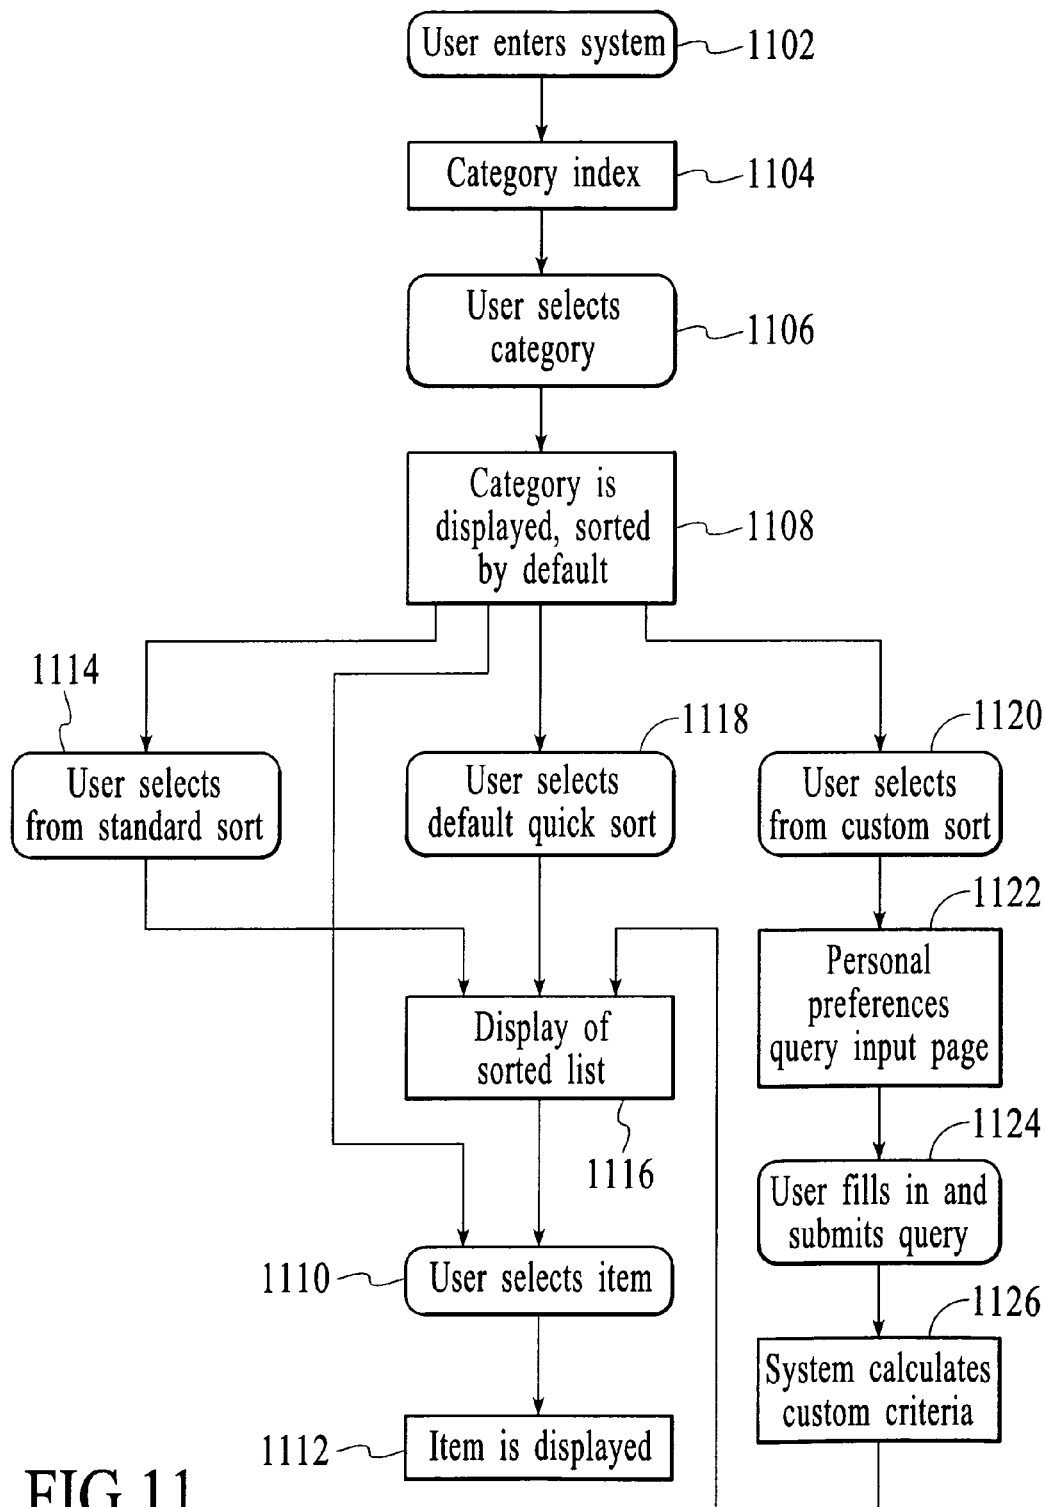 User enters system
1102
Category index
1104
User selects
category
1106
Category is
displayed, sorted
by default
1108
1114
User selects
from standard sort
1118
User selects
default quick sort
1120
User selects
from custom sort
1122
Personal
preferences
query input page
Display of
sorted list
1116
1124
User fills in and
submits query
1110
User selects item
1126
System calculates
custom criteria
1112
Item is displayed
FIG.11